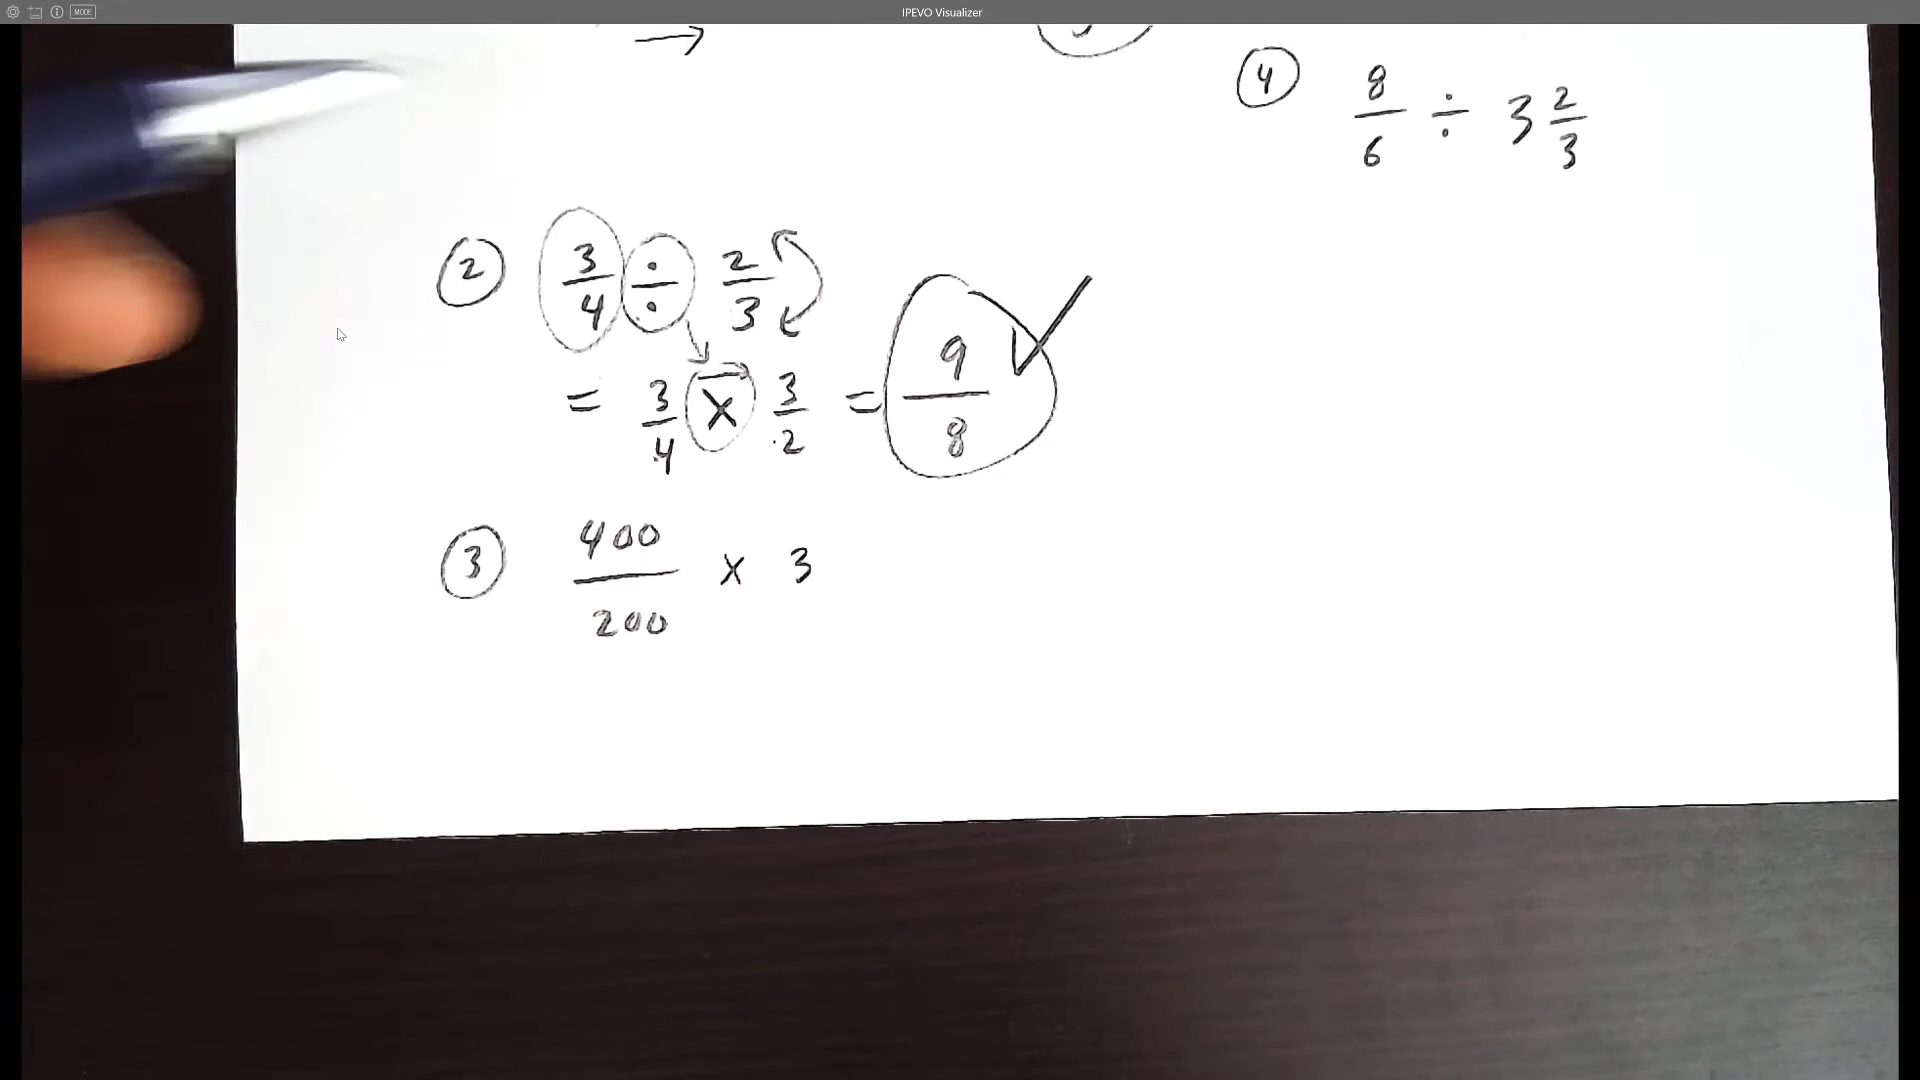 MODE
IPEVO Visualizer
→
② 3/4 ÷ 2/3
= 3/4 x 3/2 = 9/8 ✓
③ 400/200 x 3
④ 8/6 ÷ 3 2/3